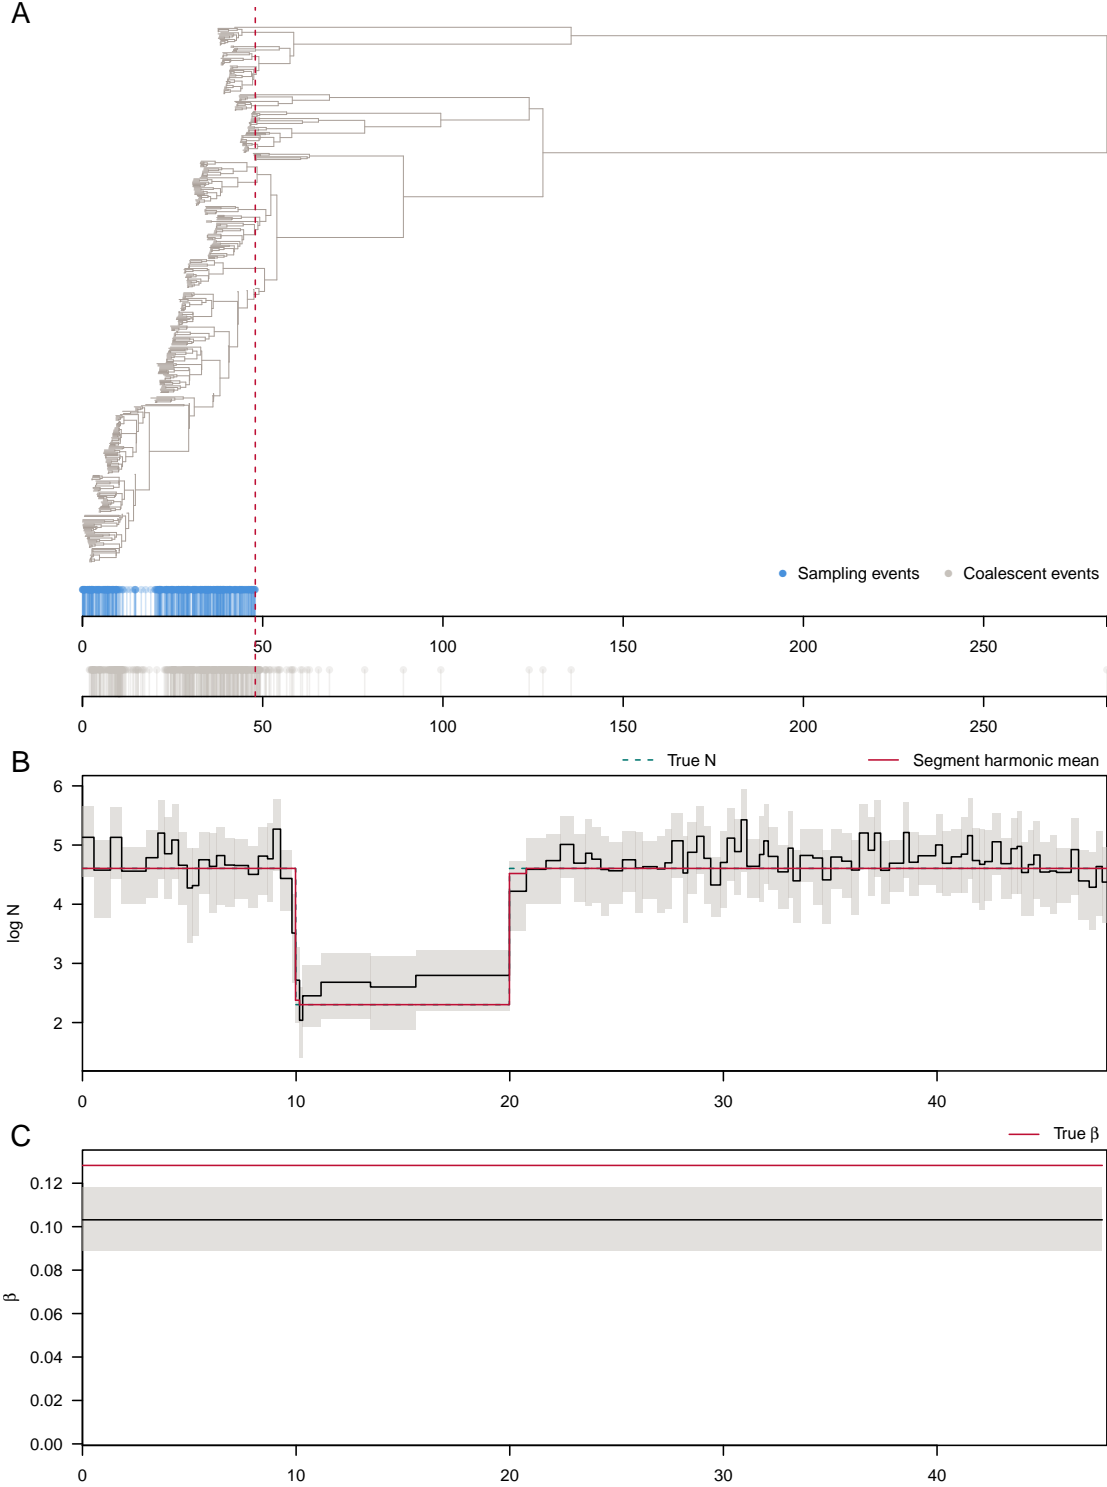 A
Sampling events Coalescent events
0 50 100 150 200 250
0 50 100 150 200 250
B
True N Segment harmonic mean
6
5
4
3
2
log N
0 10 20 30 40
C
True β
0.12
0.10
0.08
0.06
0.04
0.02
0.00
β
0 10 20 30 40